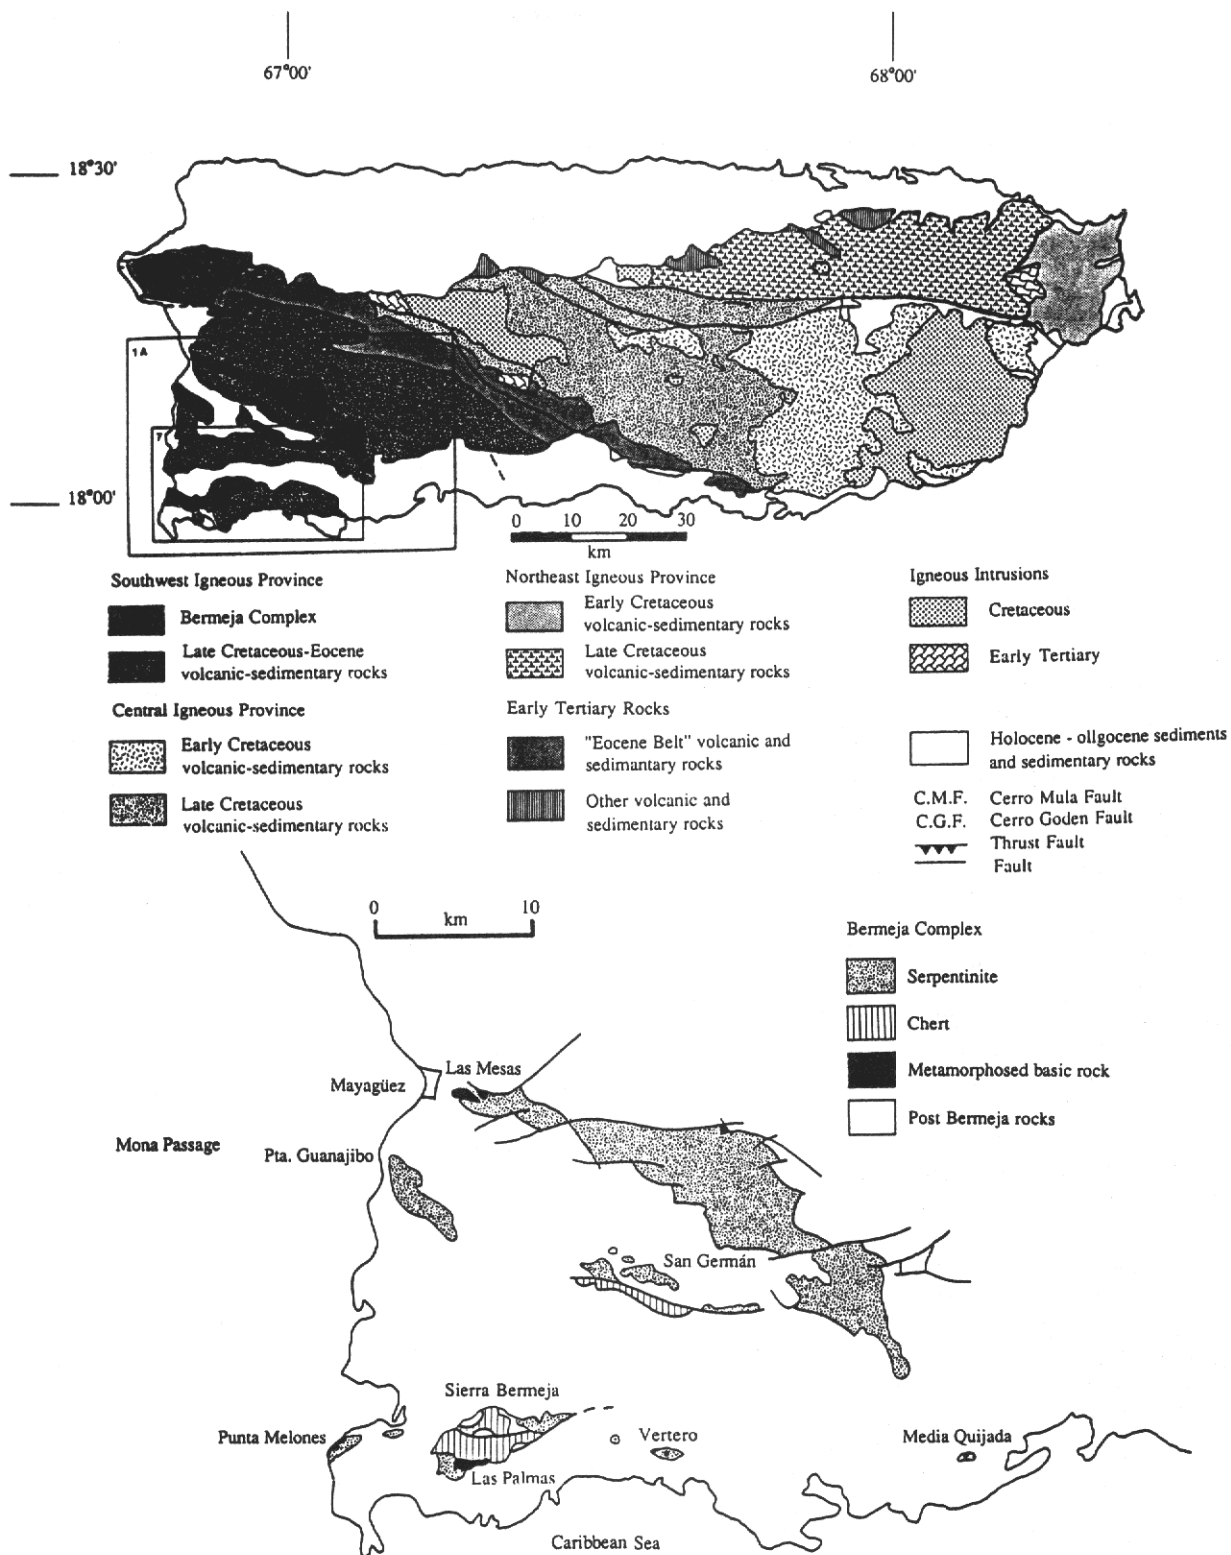 67°00'
68°00'
18°30'
1A
7
18°00'
0 10 20 30
km
Southwest Igneous Province
Bermeja Complex
Late Cretaceous-Eocene
volcanic-sedimentary rocks
Central Igneous Province
Early Cretaceous
volcanic-sedimentary rocks
Late Cretaceous
volcanic-sedimentary rocks
Northeast Igneous Province
Early Cretaceous
volcanic-sedimentary rocks
Late Cretaceous
volcanic-sedimentary rocks
Early Tertiary Rocks
"Eocene Belt" volcanic and
sedimantary rocks
Other volcanic and
sedimentary rocks
Igneous Intrusions
Cretaceous
Early Tertiary
Holocene - ollgocene sediments
and sedimentary rocks
C.M.F. Cerro Mula Fault
C.G.F. Cerro Goden Fault
Thrust Fault
Fault
0 10
km
Bermeja Complex
Serpentinite
Chert
Metamorphosed basic rock
Post Bermeja rocks
Las Mesas
Mayagüez
Mona Passage
Pta. Guanajibo
San Germán
Sierra Bermeja
Punta Melones
Vertero
Media Quijada
Las Palmas
Caribbean Sea